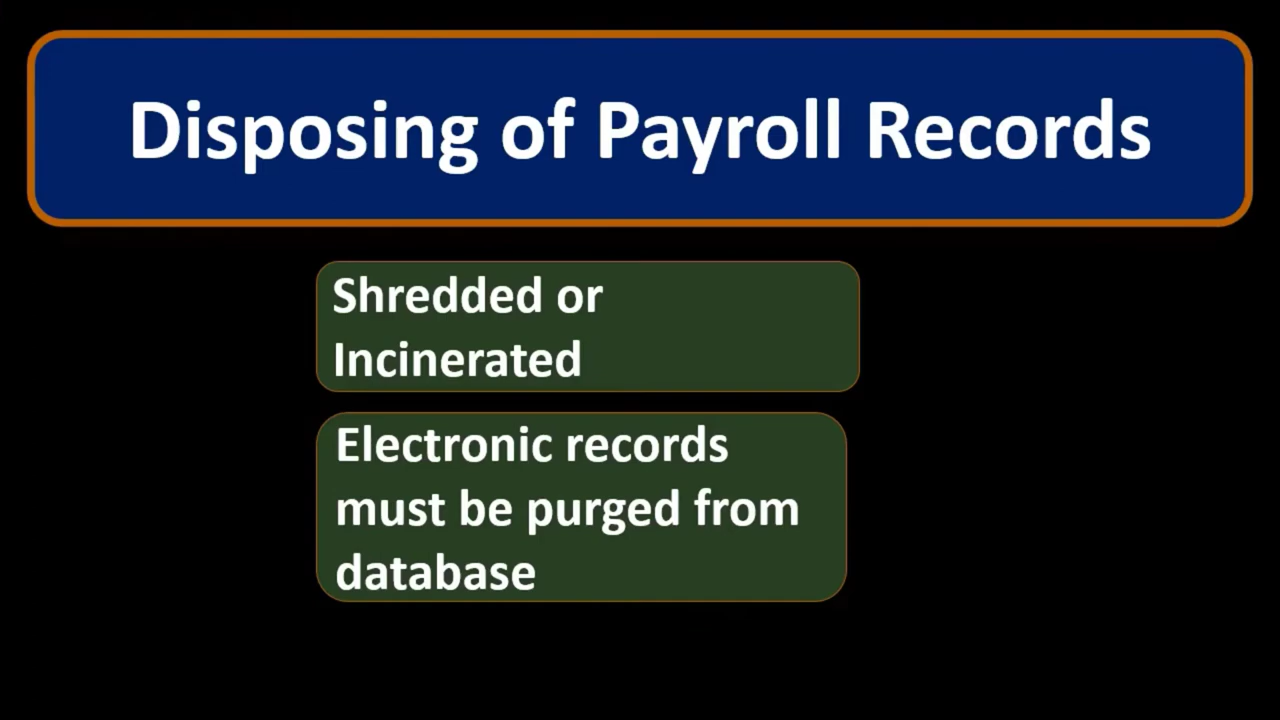 Disposing of Payroll Records
Shredded or
Incinerated
Electronic records
must be purged from
database